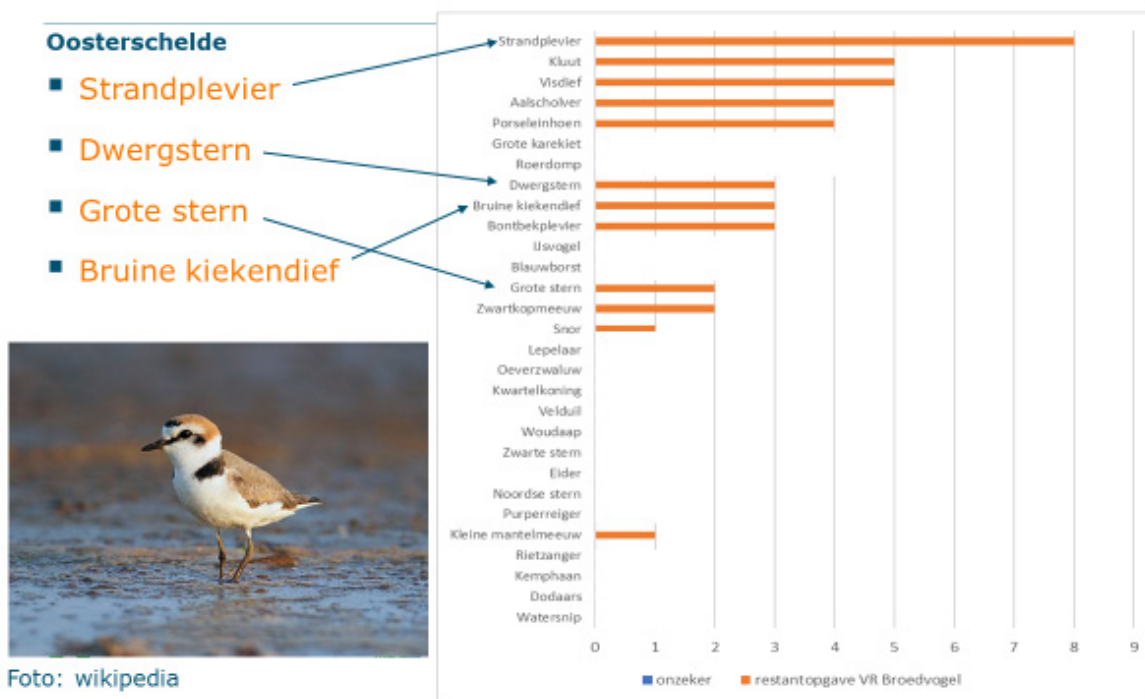 Oosterschelde
▪ Strandplevier
▪ Dwergstern
▪ Grote stern
▪ Bruine kiekendief
Foto: wikipedia
Strandplevier
Kluut
Visdief
Aalscholver
Porseleinhoen
Grote karekiet
Roerdomp
Dwergstern
Bruine kiekendief
Bontbekplevier
IJsvogel
Blauwborst
Grote stern
Zwartkopmeeuw
Snor
Lepelaar
Oeverzwaluw
Kwartelkoning
Velduil
Woudaap
Zwarte stern
Eider
Noordse stern
Purperreiger
Kleine mantelmeeuw
Rietzanger
Kemphaan
Dodaars
Watersnip
0 1 2 3 4 5 6 7 8 9
onzeker restantopgave VR Broedvogel